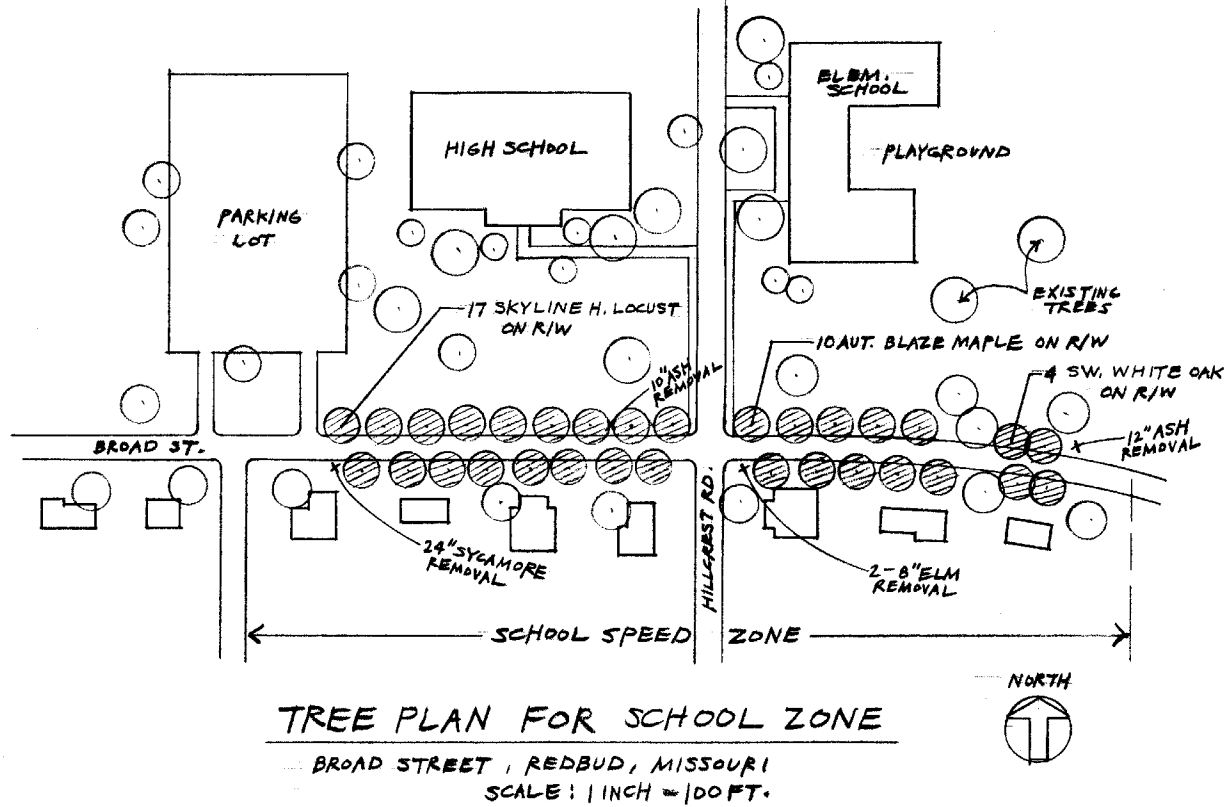 ELEM.
SCHOOL
HIGH SCHOOL
PLAYGROUND
PARKING
LOT
EXISTING
TREES
17 SKYLINE H. LOCUST
ON R/W
10 AUT. BLAZE MAPLE ON R/W
10" ASH
REMOVAL
4 SW. WHITE OAK
ON R/W
BROAD ST.
12" ASH
REMOVAL
HILLCREST RD.
24" SYCAMORE
REMOVAL
2-8" ELM
REMOVAL
SCHOOL SPEED ZONE
NORTH
TREE PLAN FOR SCHOOL ZONE
BROAD STREET, REDBUD, MISSOURI
SCALE: 1 INCH = 100 FT.